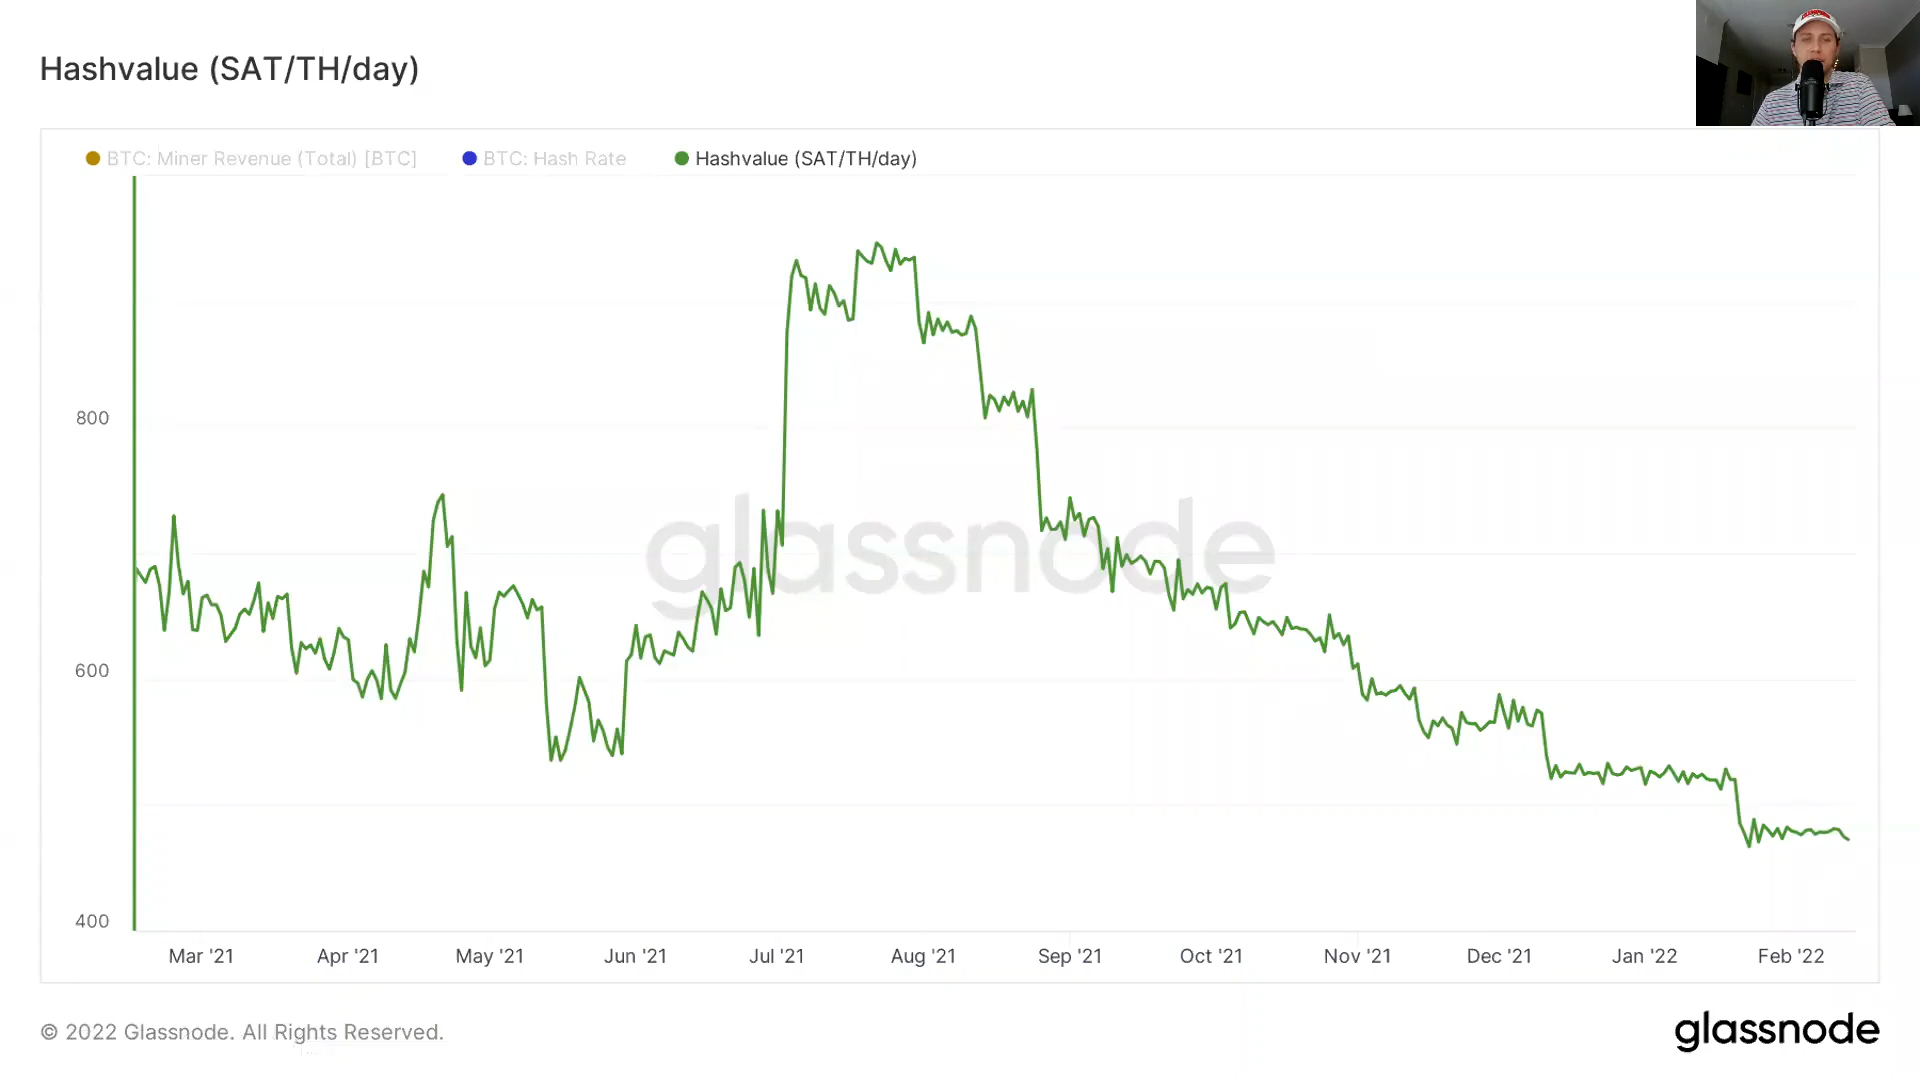 Hashvalue (SAT/TH/day)
BTC: Miner Revenue (Total) [BTC] BTC: Hash Rate Hashvalue (SAT/TH/day)
800
600
400
glassnode
Mar '21 Apr '21 May '21 Jun '21 Jul '21 Aug '21 Sep '21 Oct '21 Nov '21 Dec '21 Jan '22 Feb '22
© 2022 Glassnode. All Rights Reserved.
glassnode